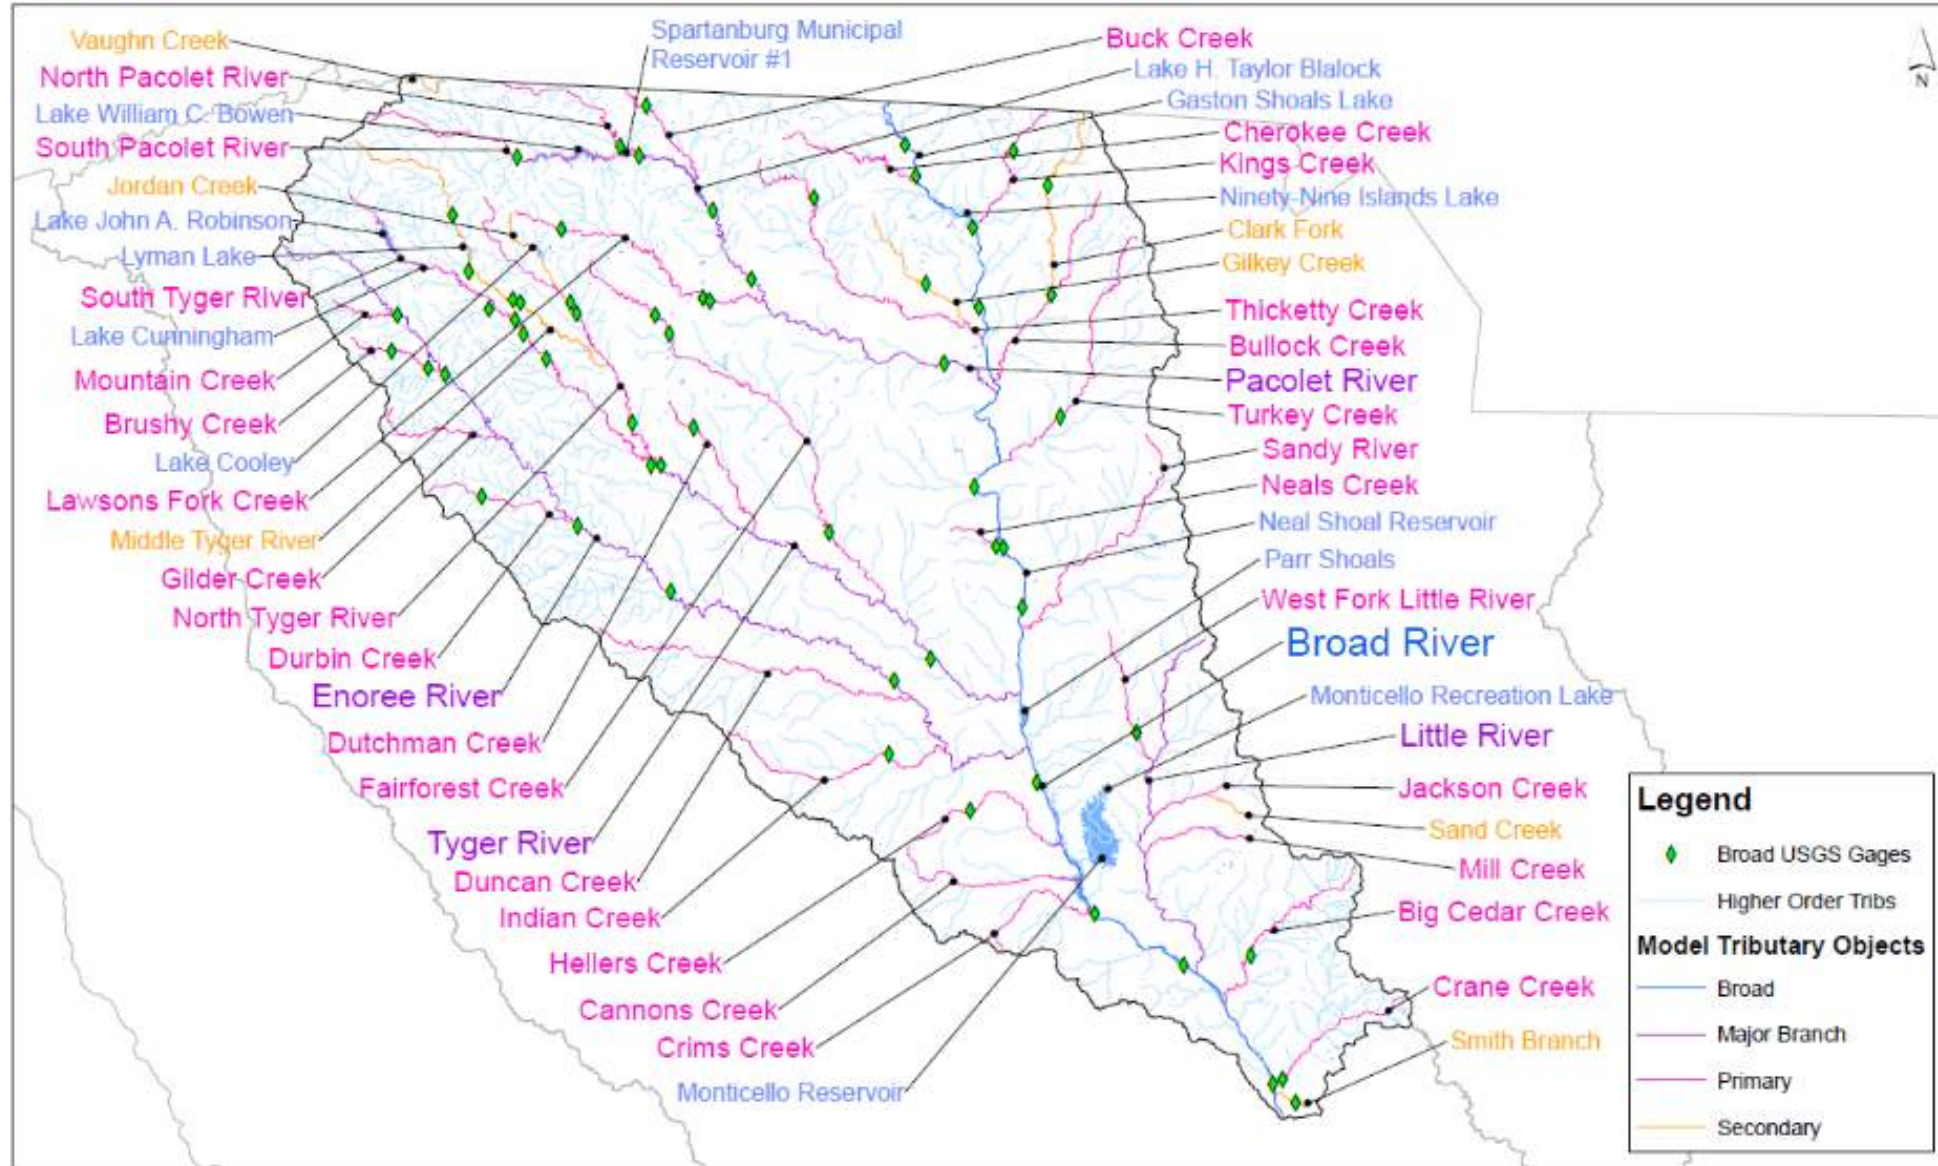 Vaughn Creek
North Pacolet River
Lake William C. Bowen
South Pacolet River
Jordan Creek
Lake John A. Robinson
Lyman Lake
South Tyger River
Lake Cunningham
Mountain Creek
Brushy Creek
Lake Cooley
Lawsons Fork Creek
Middle Tyger River
Gilder Creek
North Tyger River
Durbin Creek
Enoree River
Dutchman Creek
Fairforest Creek
Tyger River
Duncan Creek
Indian Creek
Hellers Creek
Cannons Creek
Crims Creek
Monticello Reservoir
Spartanburg Municipal
Reservoir #1
Buck Creek
Lake H. Taylor Blalock
Gaston Shoals Lake
Cherokee Creek
Kings Creek
Ninety-Nine Islands Lake
Clark Fork
Gilkey Creek
Thicketty Creek
Bullock Creek
Pacolet River
Turkey Creek
Sandy River
Neals Creek
Neal Shoal Reservoir
Parr Shoals
West Fork Little River
Broad River
Monticello Recreation Lake
Little River
Jackson Creek
Sand Creek
Mill Creek
Big Cedar Creek
Crane Creek
Smith Branch
N
Legend
Broad USGS Gages
Higher Order Tribs
Model Tributary Objects
Broad
Major Branch
Primary
Secondary